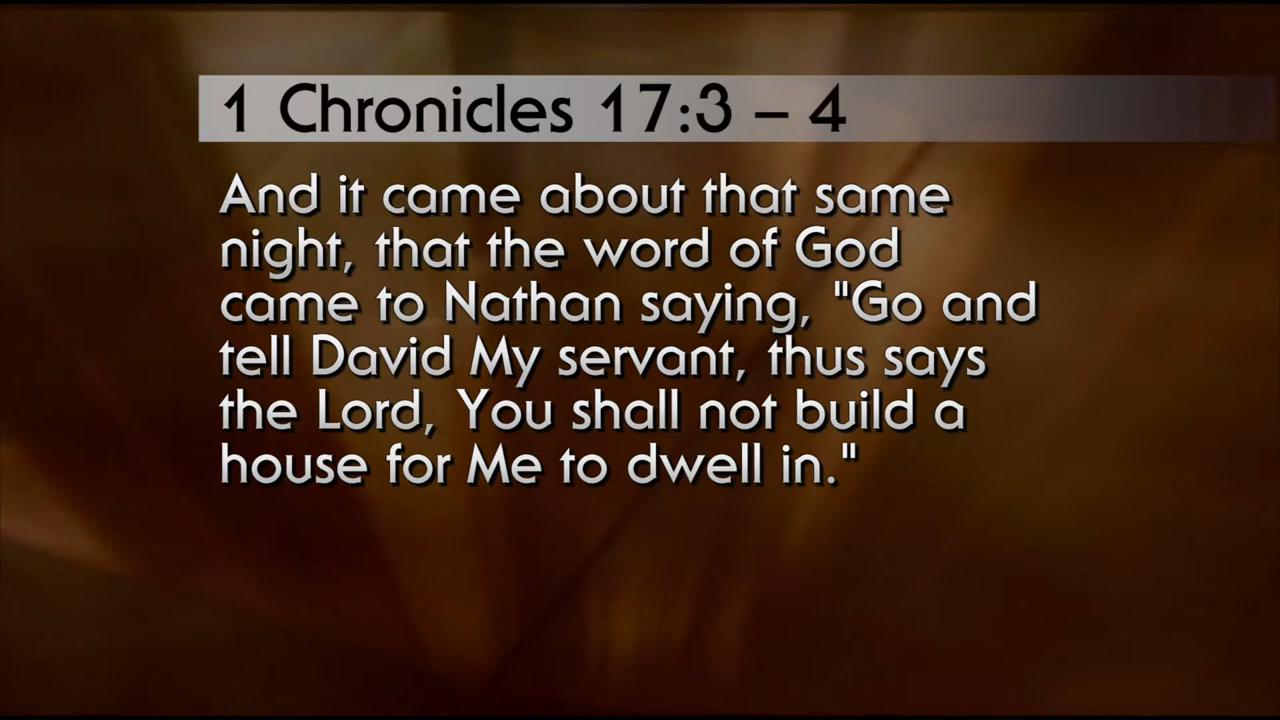 1 Chronicles 17:3 – 4
And it came about that same
night, that the word of God
came to Nathan saying, "Go and
tell David My servant, thus says
the Lord, You shall not build a
house for Me to dwell in."